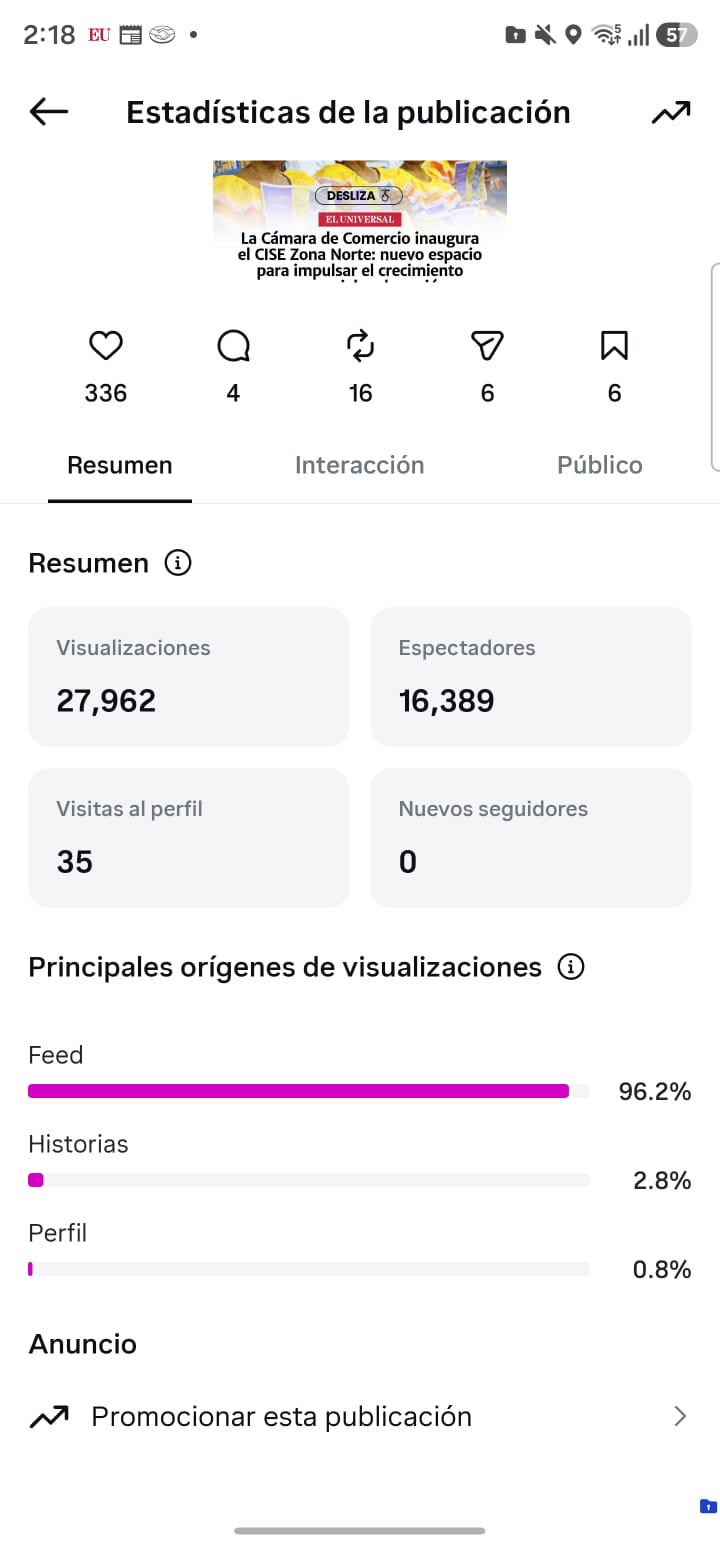 2:18 EU 57
Estadísticas de la publicación
DESLIZA
EL UNIVERSAL
La Cámara de Comercio inaugura
el CISE Zona Norte: nuevo espacio
para impulsar el crecimiento
336 4 16 6 6
Resumen Interacción Público
Resumen
Visualizaciones Espectadores
27,962 16,389
Visitas al perfil Nuevos seguidores
35 0
Principales orígenes de visualizaciones
Feed
96.2%
Historias
2.8%
Perfil
0.8%
Anuncio
Promocionar esta publicación